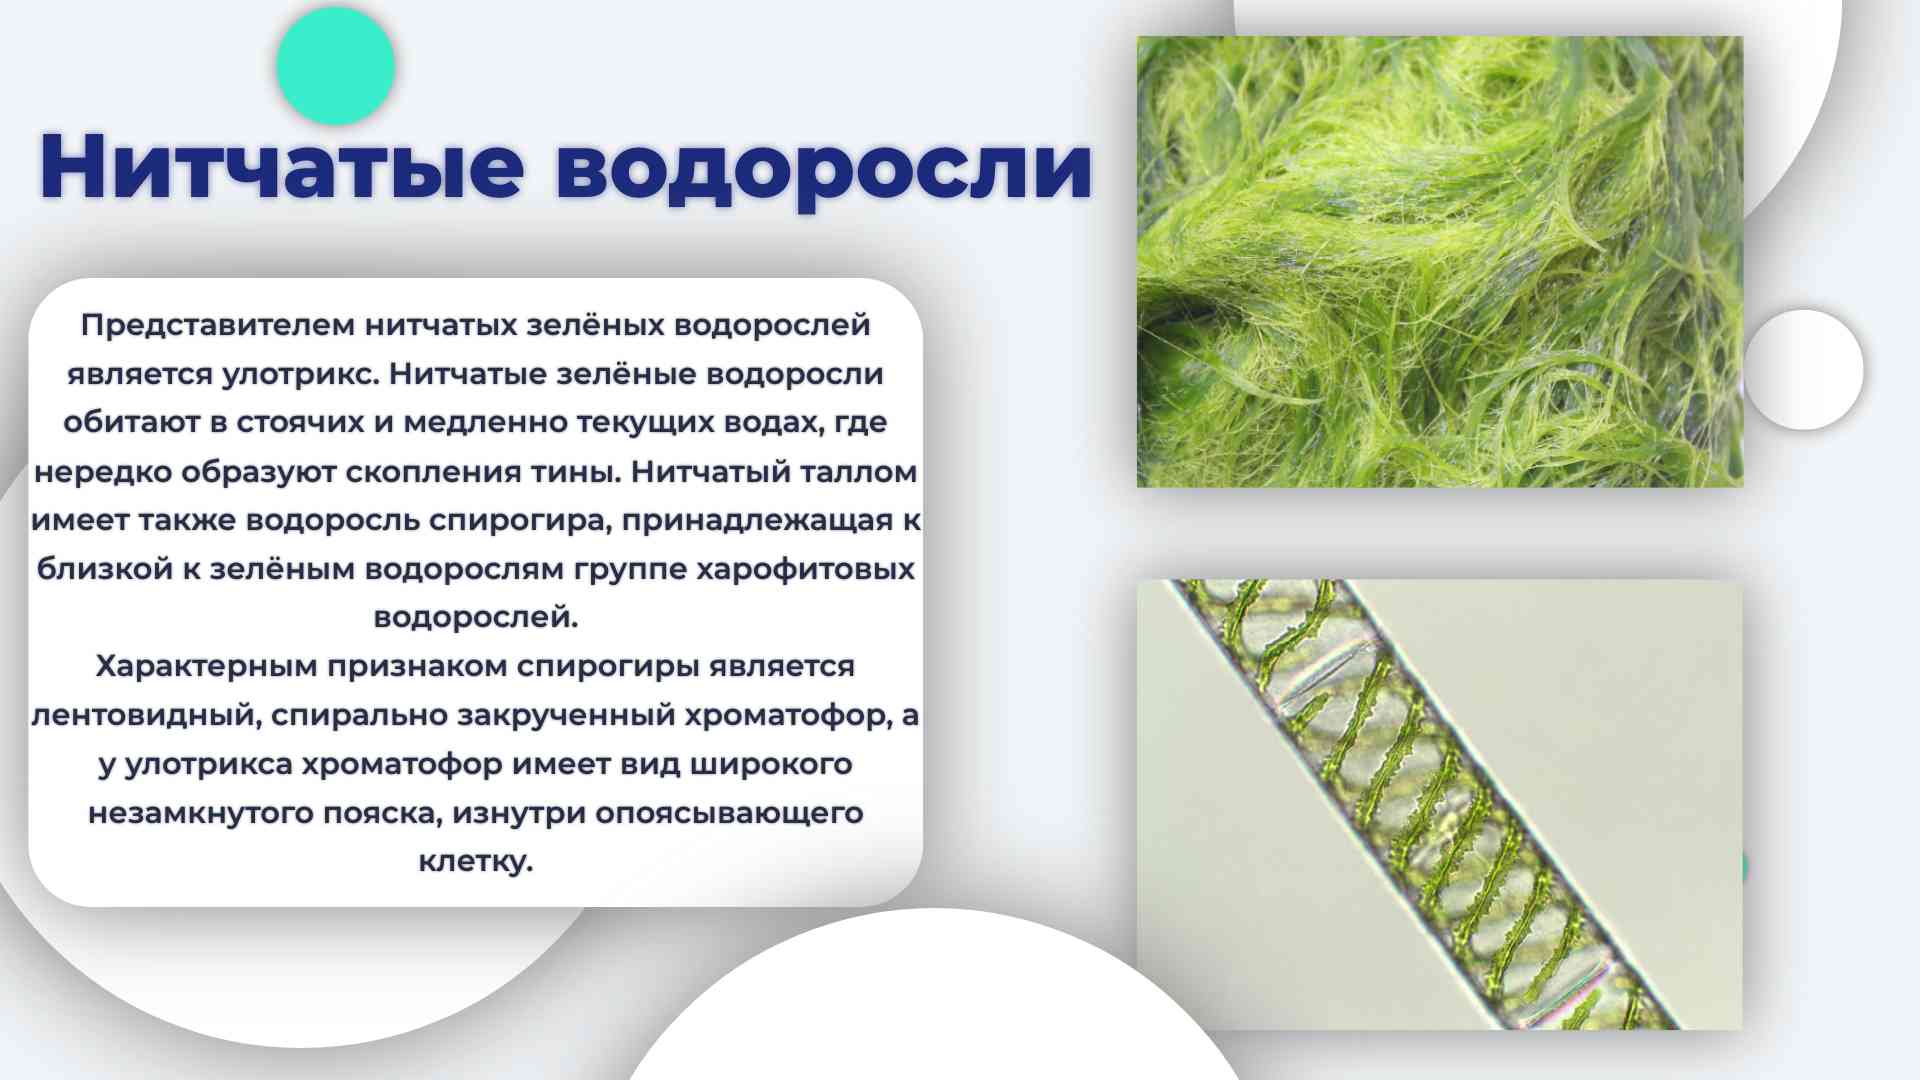 Нитчатые водоросли
Представителем нитчатых зелёных водорослей
является улотрикс. Нитчатые зелёные водоросли
обитают в стоячих и медленно текущих водах, где
нередко образуют скопления тины. Нитчатый таллом
имеет также водоросль спирогира, принадлежащая к
близкой к зелёным водорослям группе харофитовых
водорослей.
Характерным признаком спирогиры является
лентовидный, спирально закрученный хроматофор, а
у улотрикса хроматофор имеет вид широкого
незамкнутого пояска, изнутри опоясывающего
клетку.